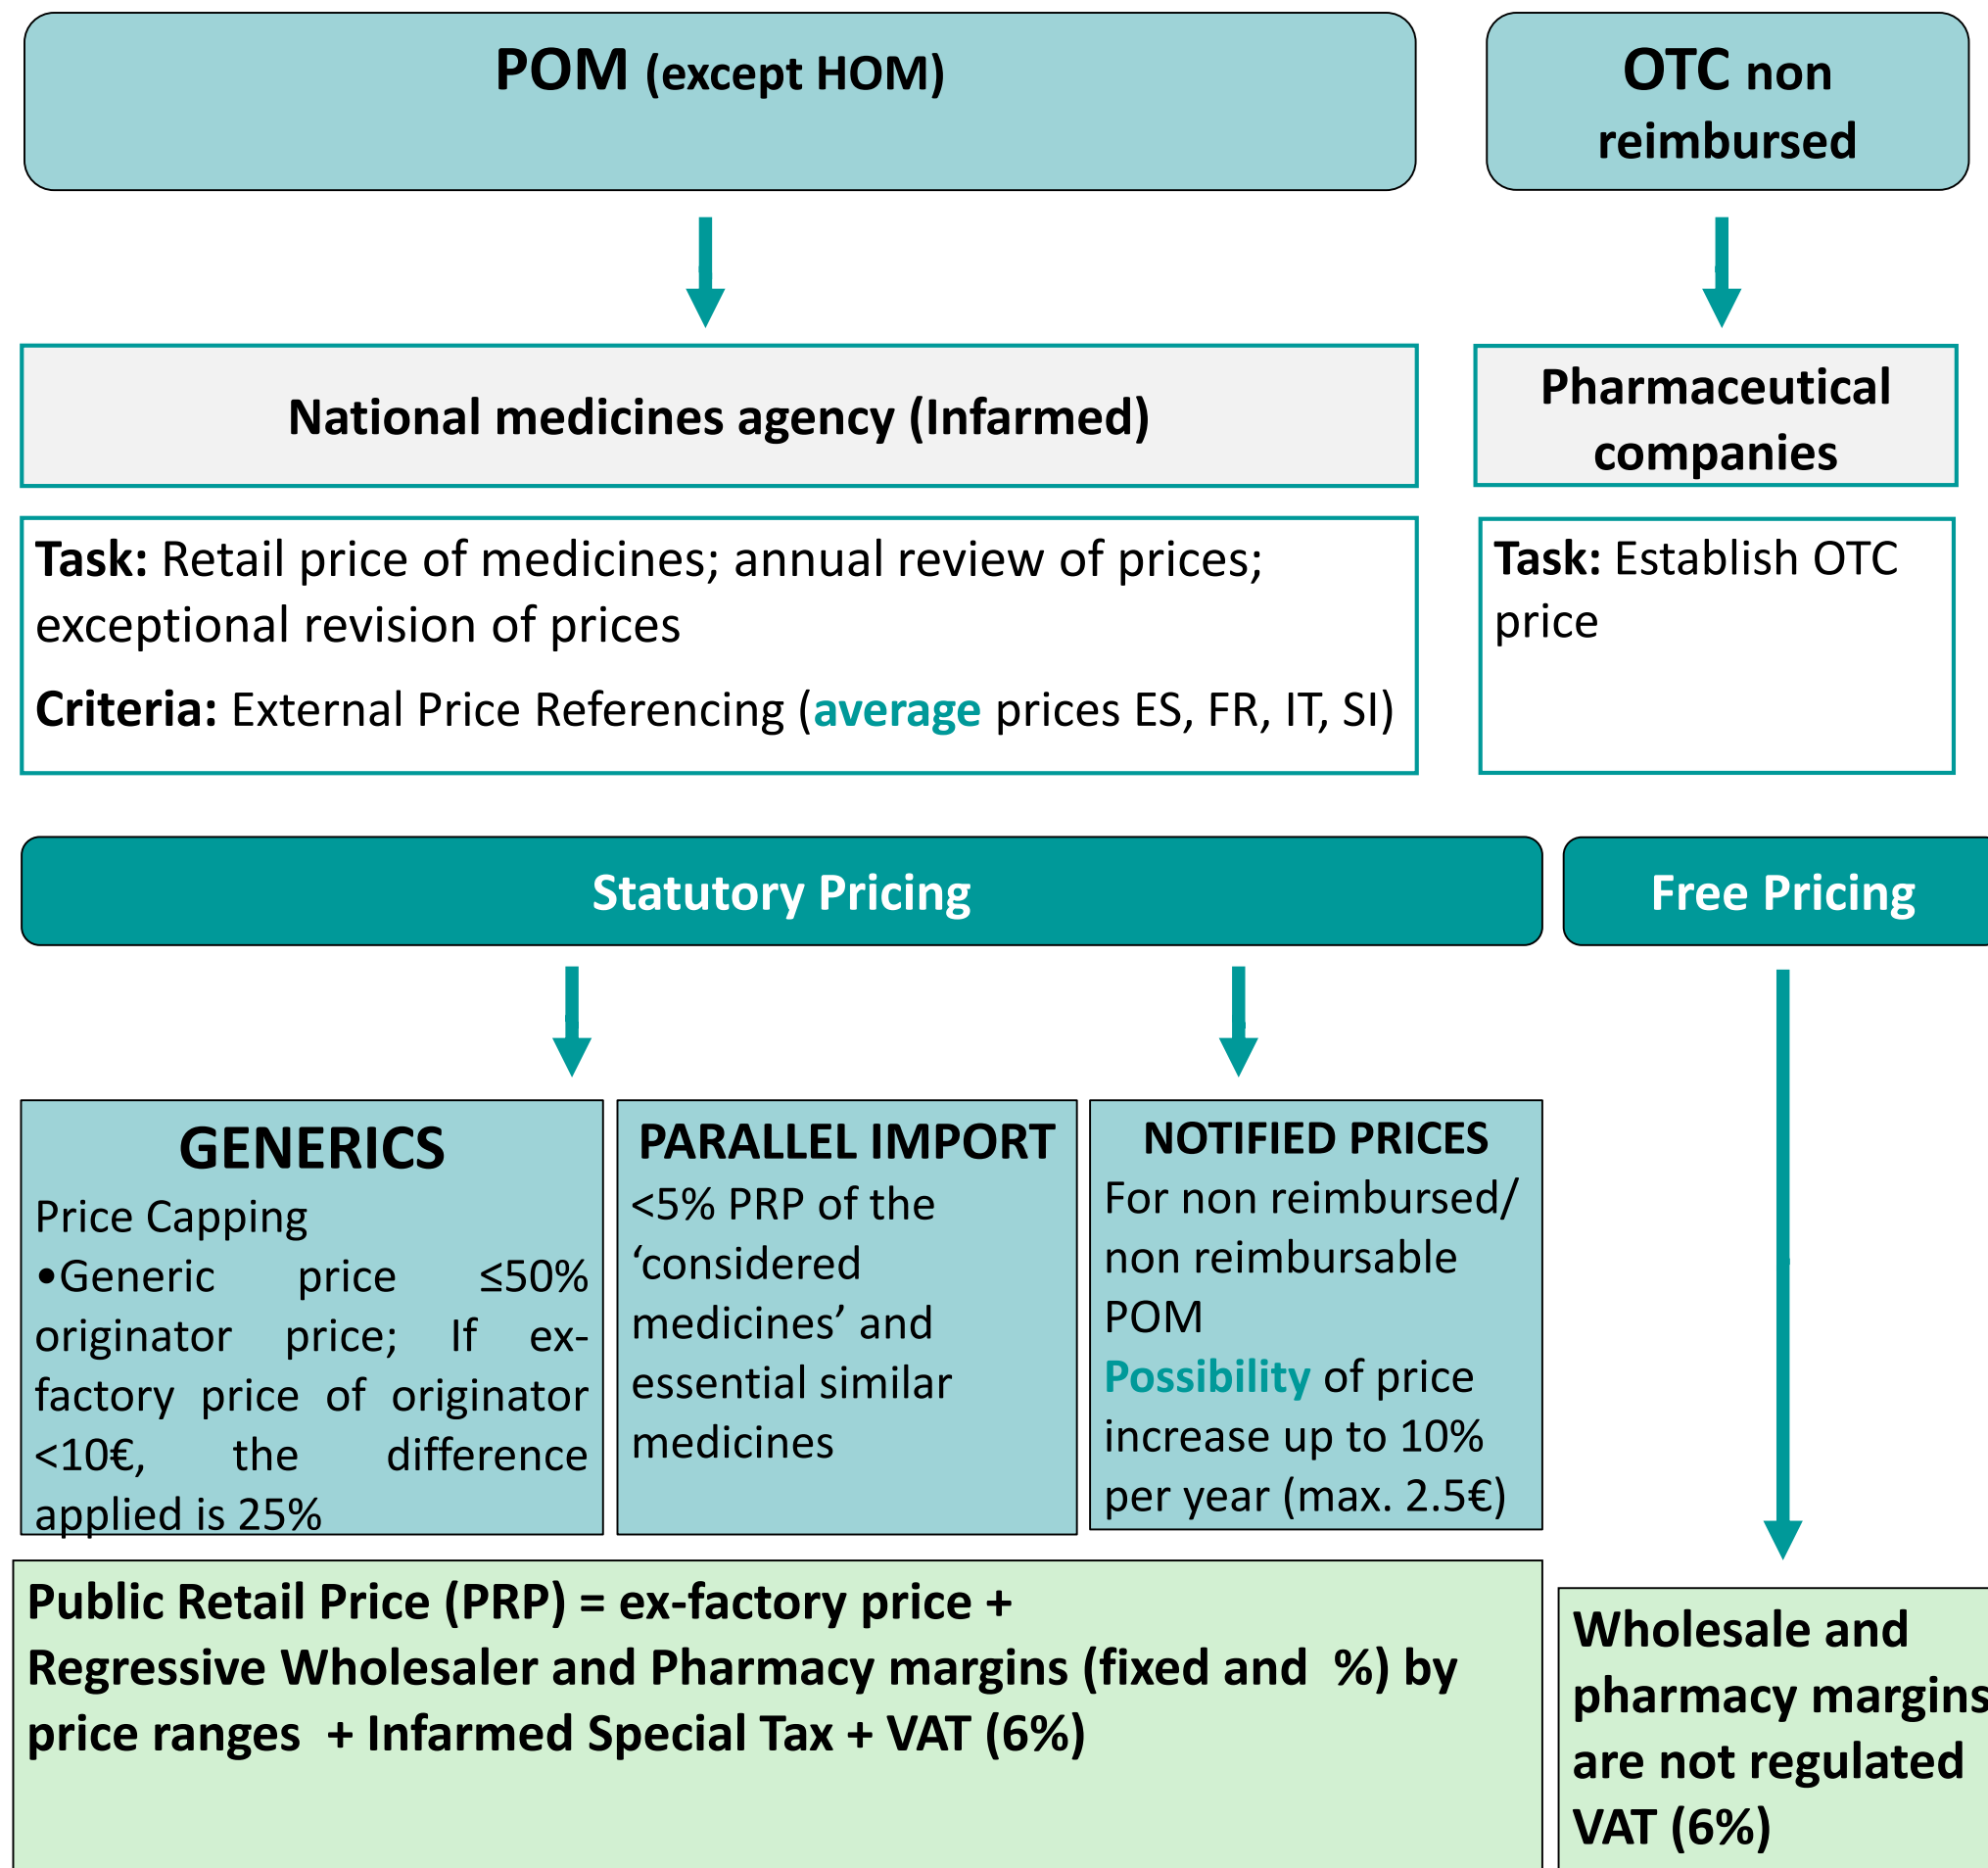 POM (except HOM)
OTC non
reimbursed
National medicines agency (Infarmed)
Pharmaceutical
companies
Task: Retail price of medicines; annual review of prices;
exceptional revision of prices
Criteria: External Price Referencing (average prices ES, FR, IT, SI)
Task: Establish OTC
price
Statutory Pricing
Free Pricing
GENERICS
Price Capping
•Generic price ≤50%
originator price; If ex-
factory price of originator
<10€, the difference
applied is 25%
PARALLEL IMPORT
<5% PRP of the
‘considered
medicines’ and
essential similar
medicines
NOTIFIED PRICES
For non reimbursed/
non reimbursable
POM
Possibility of price
increase up to 10%
per year (max. 2.5€)
Public Retail Price (PRP) = ex-factory price +
Regressive Wholesaler and Pharmacy margins (fixed and %) by
price ranges + Infarmed Special Tax + VAT (6%)
Wholesale and
pharmacy margins
are not regulated
VAT (6%)